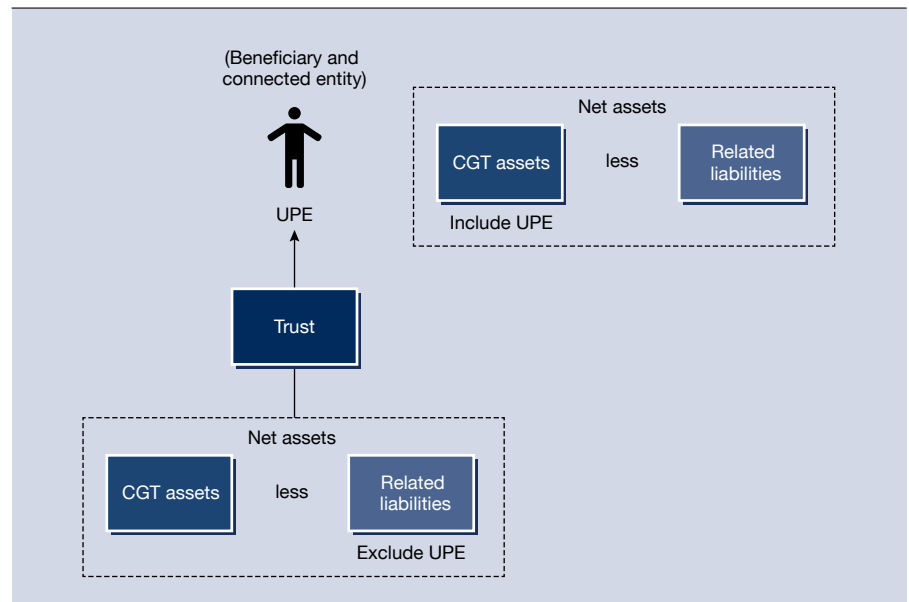 (Beneficiary and
connected entity)
UPE
Net assets
CGT assets
less
Related
liabilities
Include UPE
Trust
Net assets
CGT assets
less
Related
liabilities
Exclude UPE